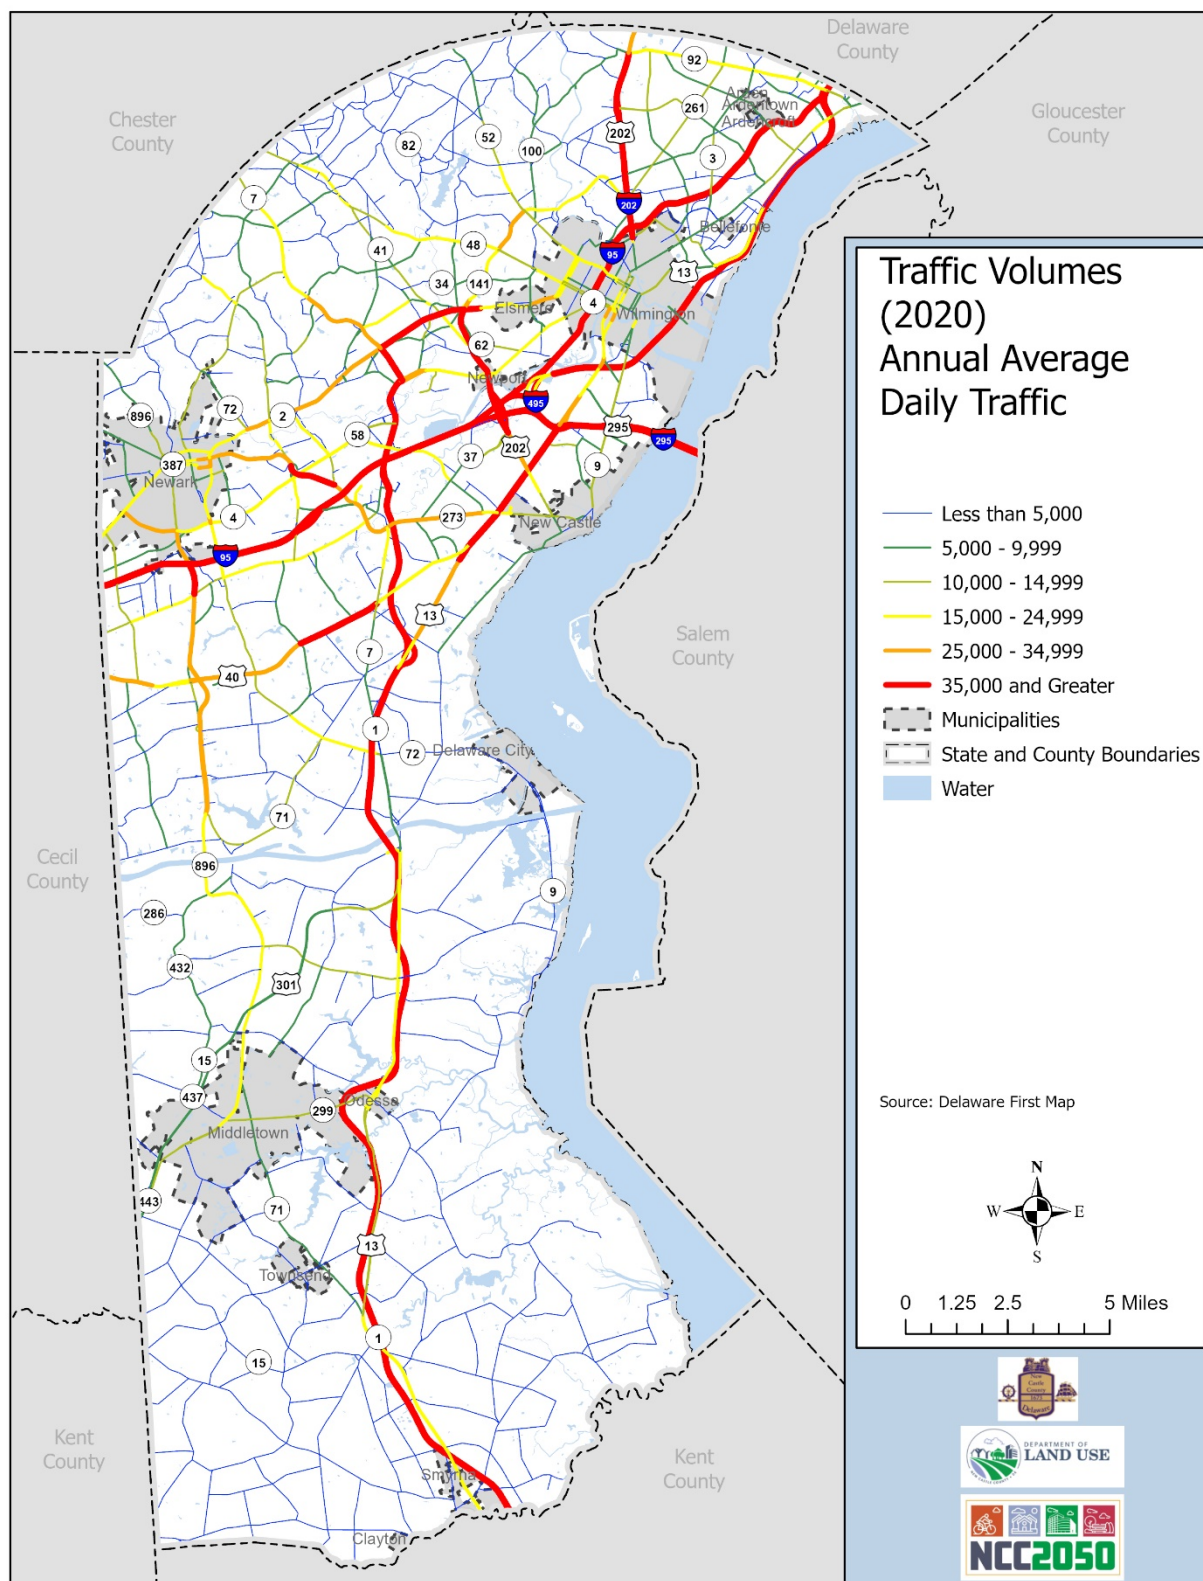 Delaware
County
Chester
County
Gloucester
County
92
Arden
Ardentown
Ardencroft
261
202
52
100
82
3
7
202
Bellefonte
48
41
95
13
34
141
Elsmere
4
Wilmington
62
Newport
495
896
72
2
58
202
295
295
37
9
387
Newark
4
273
New Castle
95
13
7
40
Salem
County
1
72
Delaware City
71
Cecil
County
896
9
286
432
301
15
437
299
Odessa
Middletown
443
71
13
Townsend
1
15
Kent
County
Kent
County
Smyrna
Clayton
Traffic Volumes
(2020)
Annual Average
Daily Traffic
Less than 5,000
5,000 - 9,999
10,000 - 14,999
15,000 - 24,999
25,000 - 34,999
35,000 and Greater
Municipalities
State and County Boundaries
Water
Source: Delaware First Map
N
W E
S
0 1.25 2.5 5 Miles
New
Castle
County
Delaware
DEPARTMENT OF
LAND USE
NCC2050